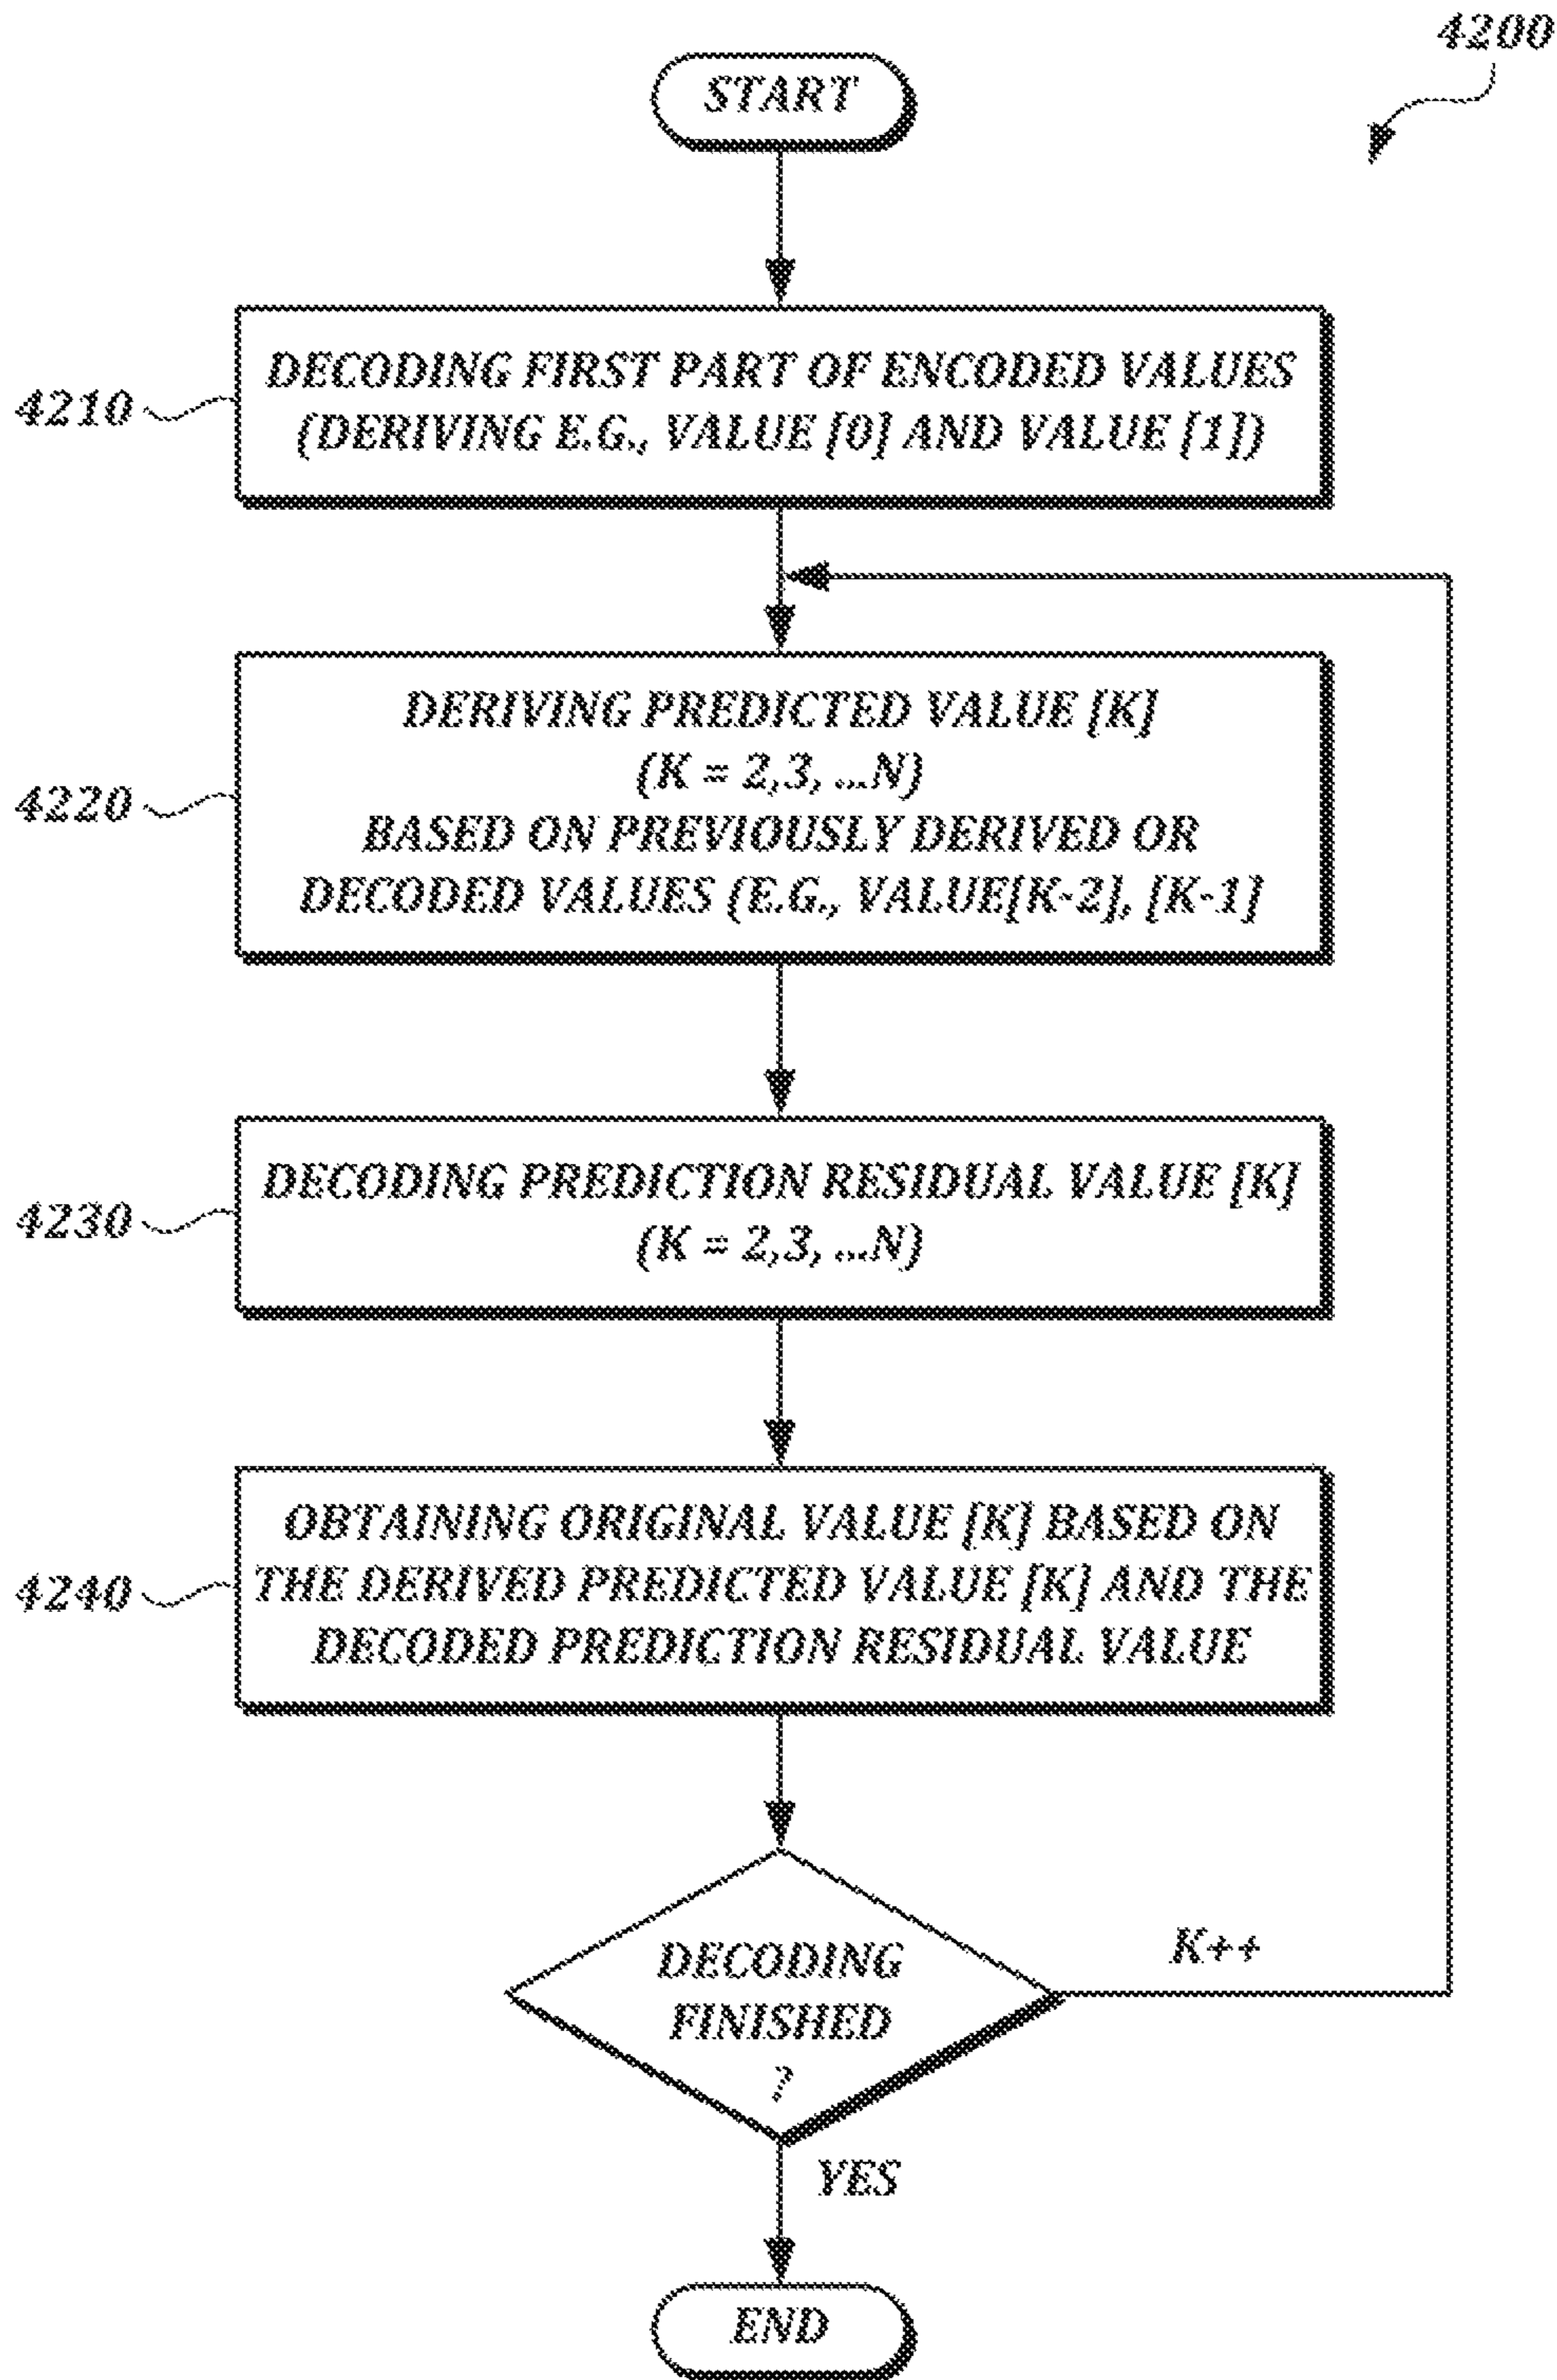 4200
START
4210
DECODING FIRST PART OF ENCODED VALUES
(DERIVING E.G., VALUE [0] AND VALUE [1])
4220
DERIVING PREDICTED VALUE [K]
(K = 2,3, ...N)
BASED ON PREVIOUSLY DERIVED OR
DECODED VALUES (E.G., VALUE[K-2], [K-1]
4230
DECODING PREDICTION RESIDUAL VALUE [K]
(K = 2,3, ...N)
4240
OBTAINING ORIGINAL VALUE [K] BASED ON
THE DERIVED PREDICTED VALUE [K] AND THE
DECODED PREDICTION RESIDUAL VALUE
DECODING
FINISHED
?
K++
YES
END